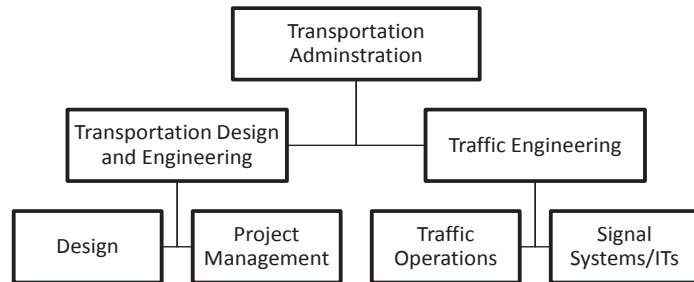 Transportation
Adminstration
Transportation Design
and Engineering
Traffic Engineering
Design
Project
Management
Traffic
Operations
Signal
Systems/ITs